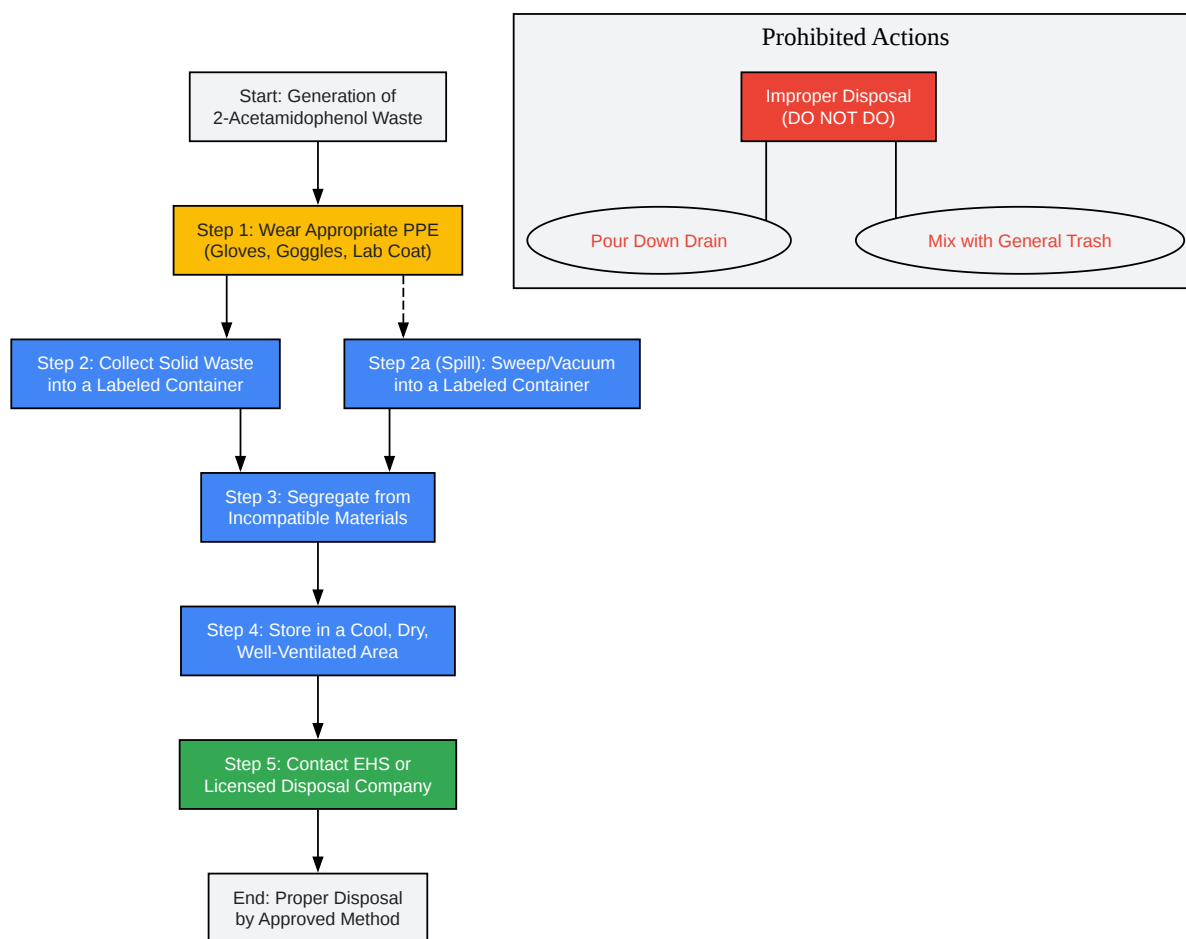 Prohibited Actions
Improper Disposal
(DO NOT DO)
Pour Down Drain
Mix with General Trash
Start: Generation of
2-Acetamidophenol Waste
Step 1: Wear Appropriate PPE
(Gloves, Goggles, Lab Coat)
Step 2: Collect Solid Waste
into a Labeled Container
Step 2a (Spill): Sweep/Vacuum
into a Labeled Container
Step 3: Segregate from
Incompatible Materials
Step 4: Store in a Cool, Dry,
Well-Ventilated Area
Step 5: Contact EHS or
Licensed Disposal Company
End: Proper Disposal
by Approved Method